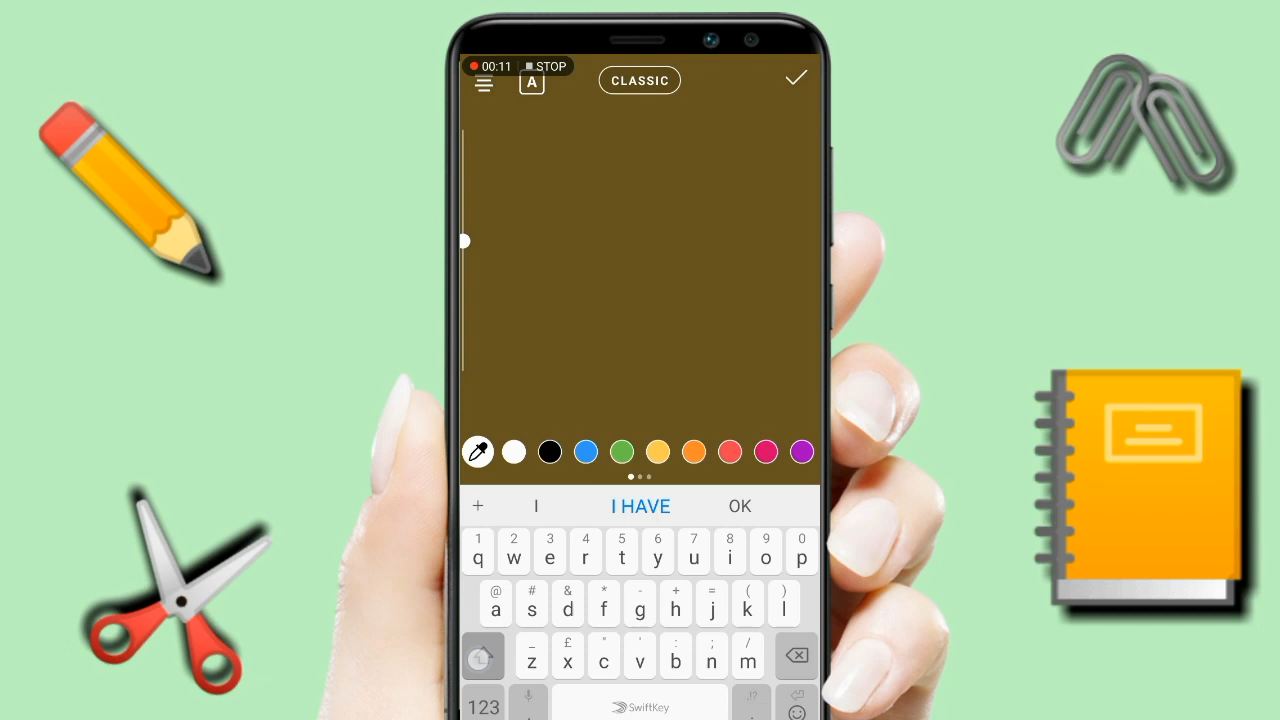 00:11 STOP
A CLASSIC
+ I I HAVE OK
1 2 3 4 5 6 7 8 9 0
q w e r t y u i o p
@ # & * - + = ( )
a s d f g h j k l
_ £ " ' : ; /
z x c v b n m
123 SwiftKey ,!?